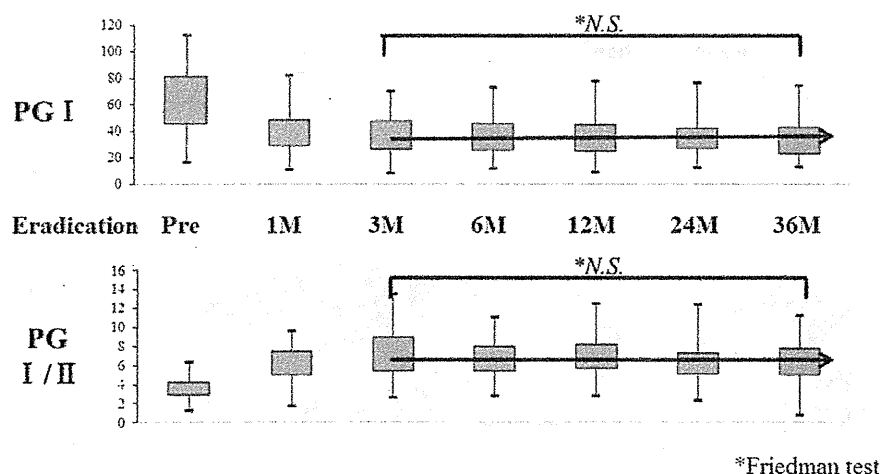 120
*N.S.
100
80
PG Ⅰ
60
40
20
0
Eradication Pre 1M 3M 6M 12M 24M 36M
16
*N.S.
14
12
10
PG
8
Ⅰ/Ⅱ
6
4
2
0
*Friedman test